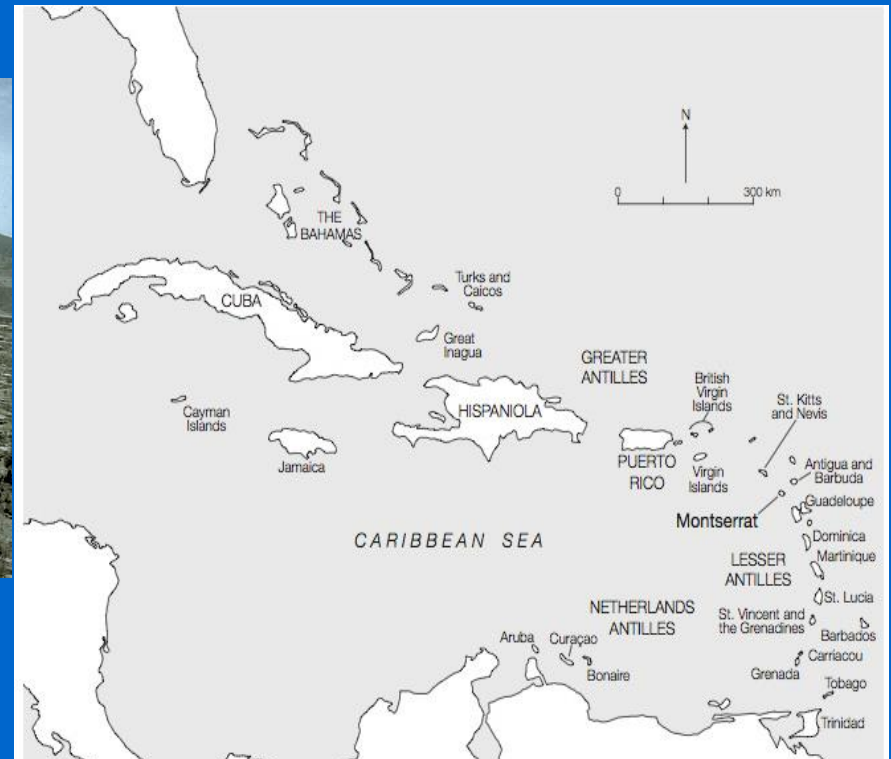 N
0
300 km
THE
BAHAMAS
Turks and
Caicos
CUBA
Great
Inagua
GREATER
ANTILLES
British
Virgin
Islands
St. Kitts
and Nevis
Cayman
Islands
HISPANIOLA
Jamaica
PUERTO
RICO
Virgin
Islands
Antigua and
Barbuda
Guadeloupe
Montserrat
CARIBBEAN SEA
Dominica
LESSER
ANTILLES
Martinique
St. Lucia
NETHERLANDS
ANTILLES
St. Vincent and
the Grenadines
Barbados
Aruba
Curaçao
Bonaire
Carriacou
Grenada
Tobago
Trinidad